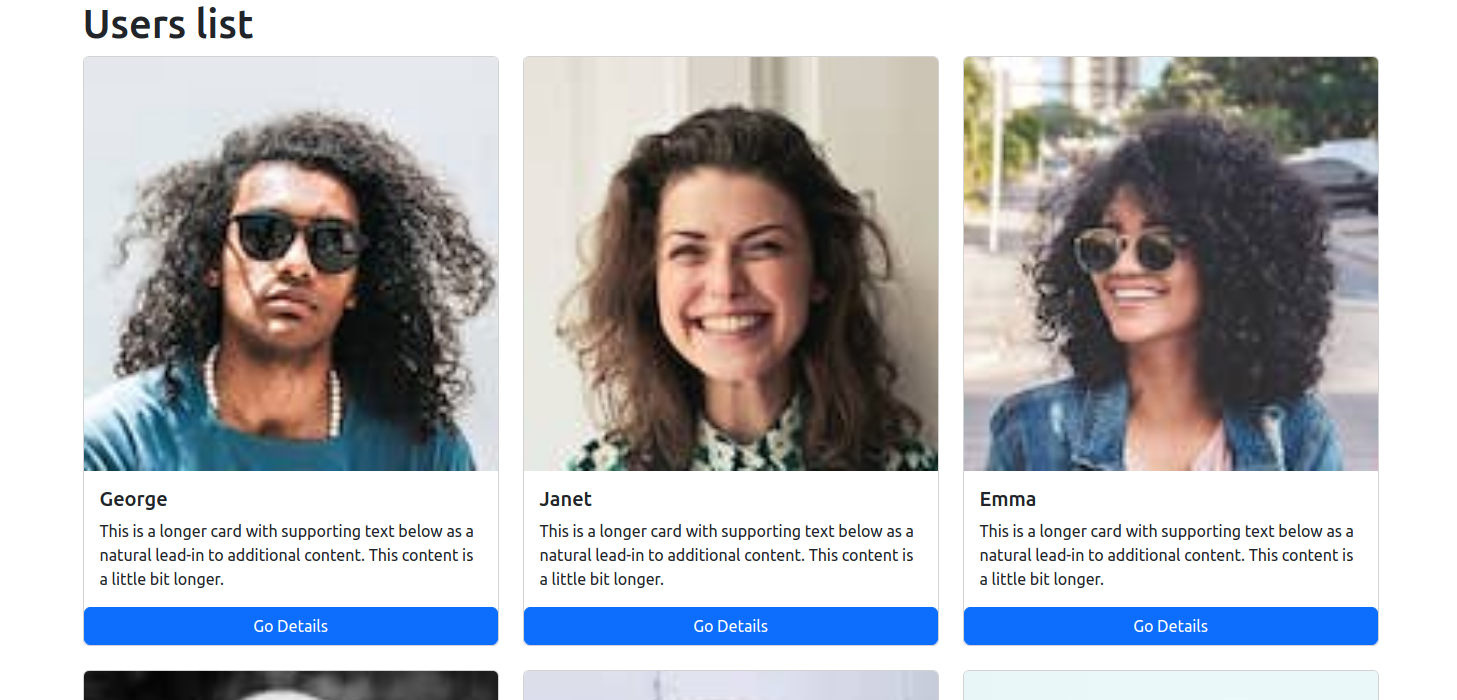 Users list
George
This is a longer card with supporting text below as a
natural lead-in to additional content. This content is
a little bit longer.
Go Details
Janet
This is a longer card with supporting text below as a
natural lead-in to additional content. This content is
a little bit longer.
Go Details
Emma
This is a longer card with supporting text below as a
natural lead-in to additional content. This content is
a little bit longer.
Go Details